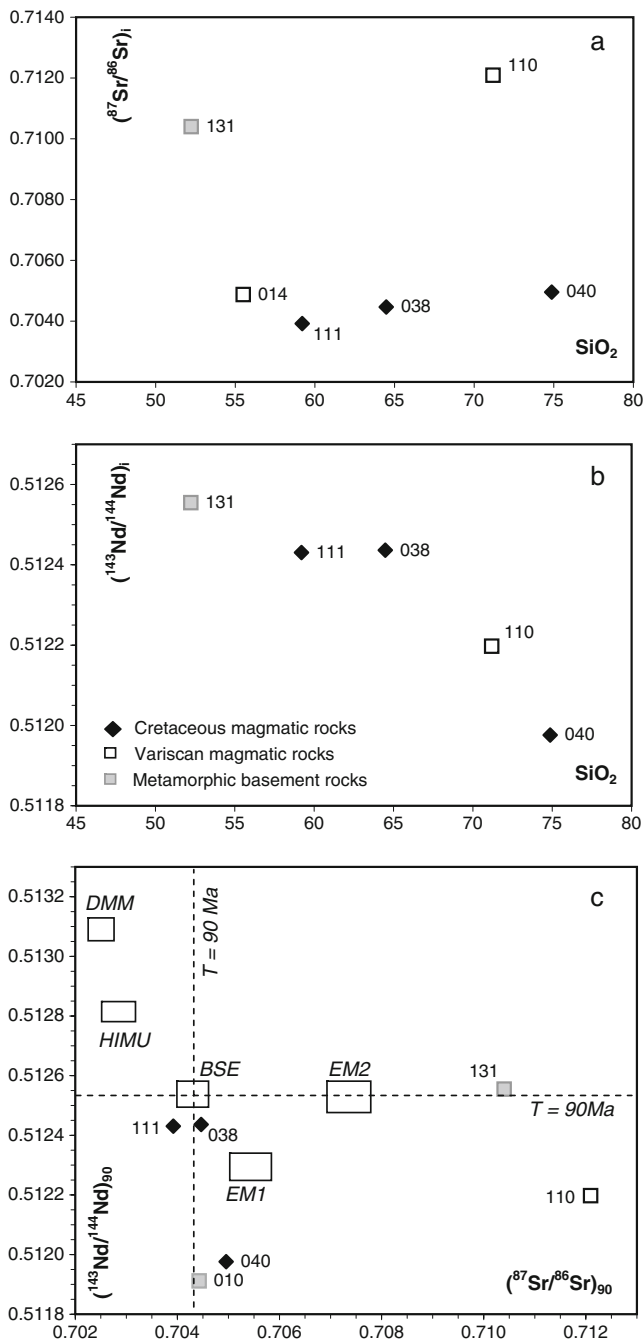 0.7140
a
(87Sr/86Sr)i
0.7120
110
0.7100
131
0.7080
0.7060
014
038
040
0.7040
111
SiO2
0.7020
45 50 55 60 65 70 75 80
b
(143Nd/144Nd)i
0.5126
131
0.5124
111
038
0.5122
110
Cretaceous magmatic rocks
0.5120
040
Variscan magmatic rocks
Metamorphic basement rocks
SiO2
0.5118
45 50 55 60 65 70 75 80
c
0.5132
DMM
T = 90 Ma
0.5130
0.5128
HIMU
BSE
EM2
0.5126
131
T = 90Ma
111
038
0.5124
EM1
0.5122
110
(143Nd/144Nd)90
0.5120
040
010
(87Sr/86Sr)90
0.5118
0.702 0.704 0.706 0.708 0.710 0.712